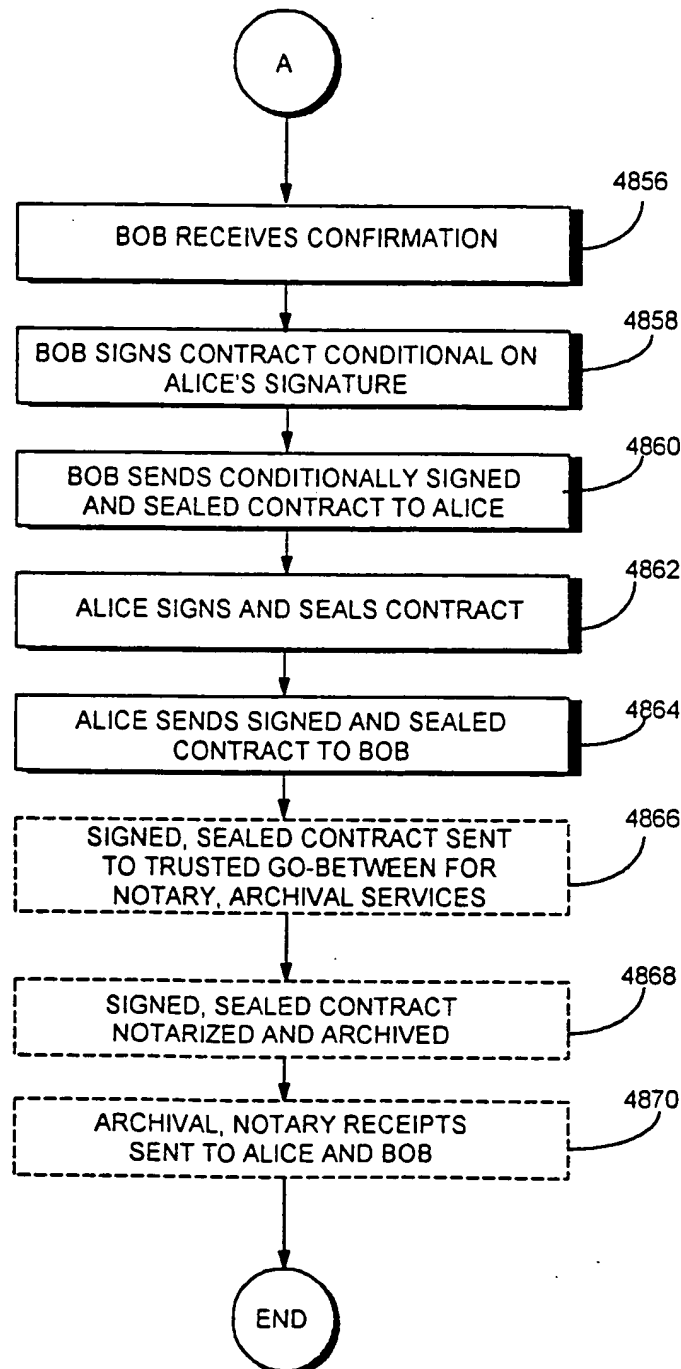 A
4856
BOB RECEIVES CONFIRMATION
4858
BOB SIGNS CONTRACT CONDITIONAL ON
ALICE'S SIGNATURE
4860
BOB SENDS CONDITIONALLY SIGNED
AND SEALED CONTRACT TO ALICE
4862
ALICE SIGNS AND SEALS CONTRACT
4864
ALICE SENDS SIGNED AND SEALED
CONTRACT TO BOB
4866
SIGNED, SEALED CONTRACT SENT
TO TRUSTED GO-BETWEEN FOR
NOTARY, ARCHIVAL SERVICES
4868
SIGNED, SEALED CONTRACT
NOTARIZED AND ARCHIVED
4870
ARCHIVAL, NOTARY RECEIPTS
SENT TO ALICE AND BOB
END